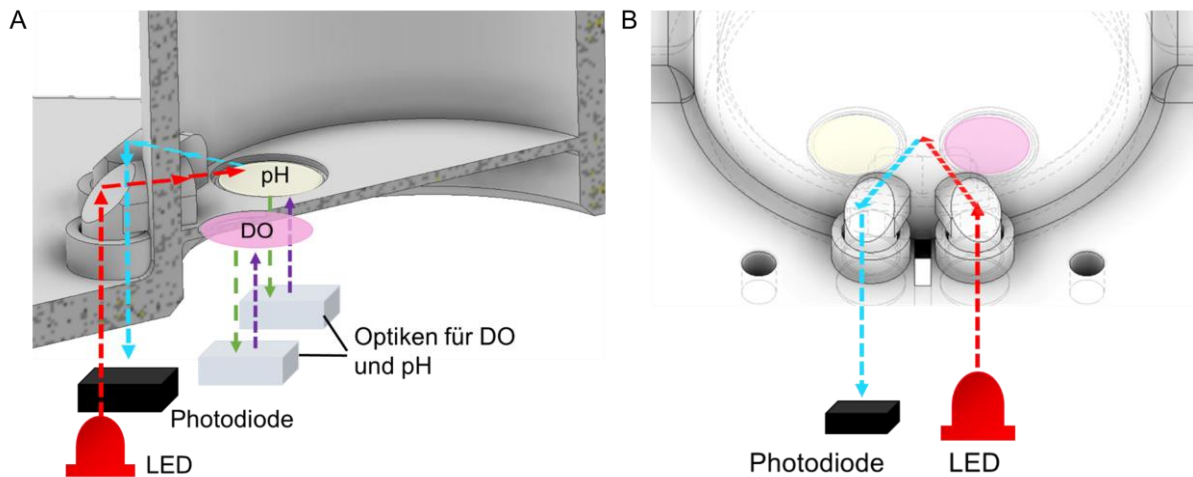 A
pH
DO
Optiken für DO
und pH
Photodiode
LED
B
Photodiode
LED